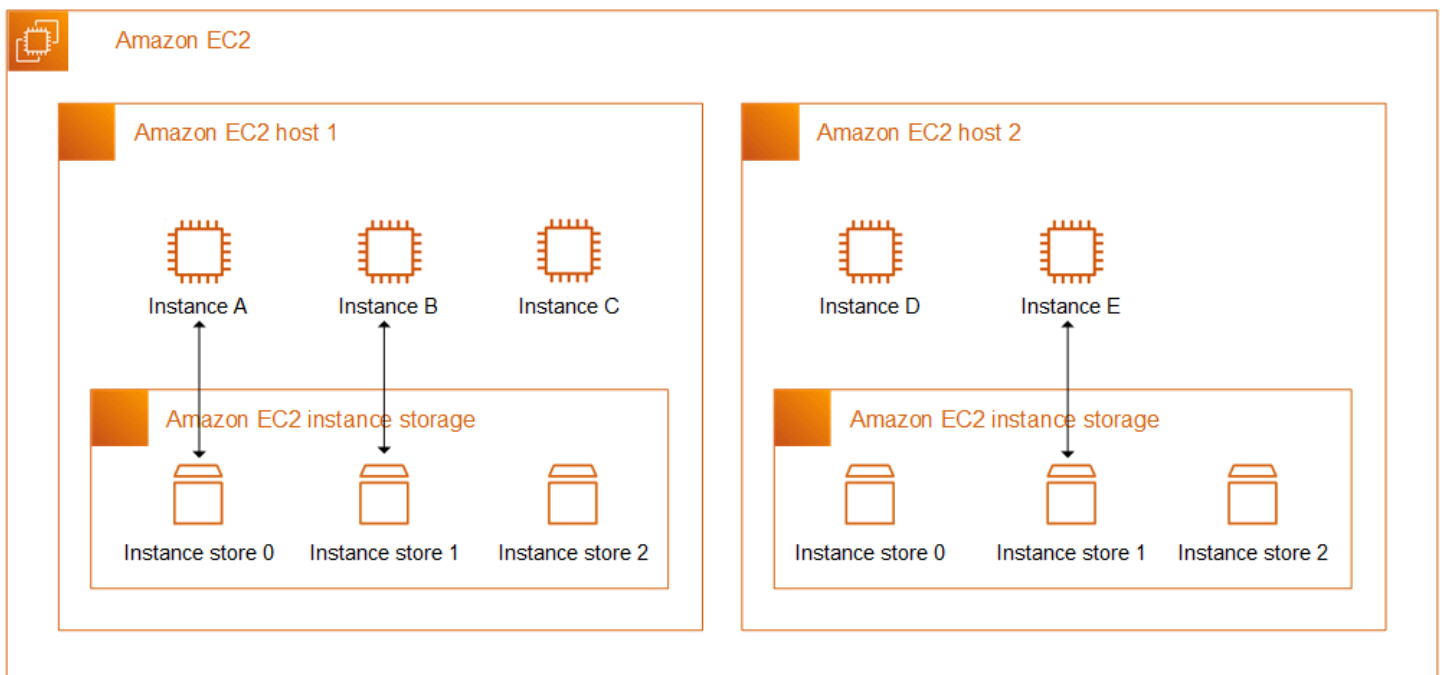 Amazon EC2
Amazon EC2 host 1
Amazon EC2 host 2
Instance A
Instance B
Instance C
Instance D
Instance E
Amazon EC2 instance storage
Amazon EC2 instance storage
Instance store 0
Instance store 1
Instance store 2
Instance store 0
Instance store 1
Instance store 2